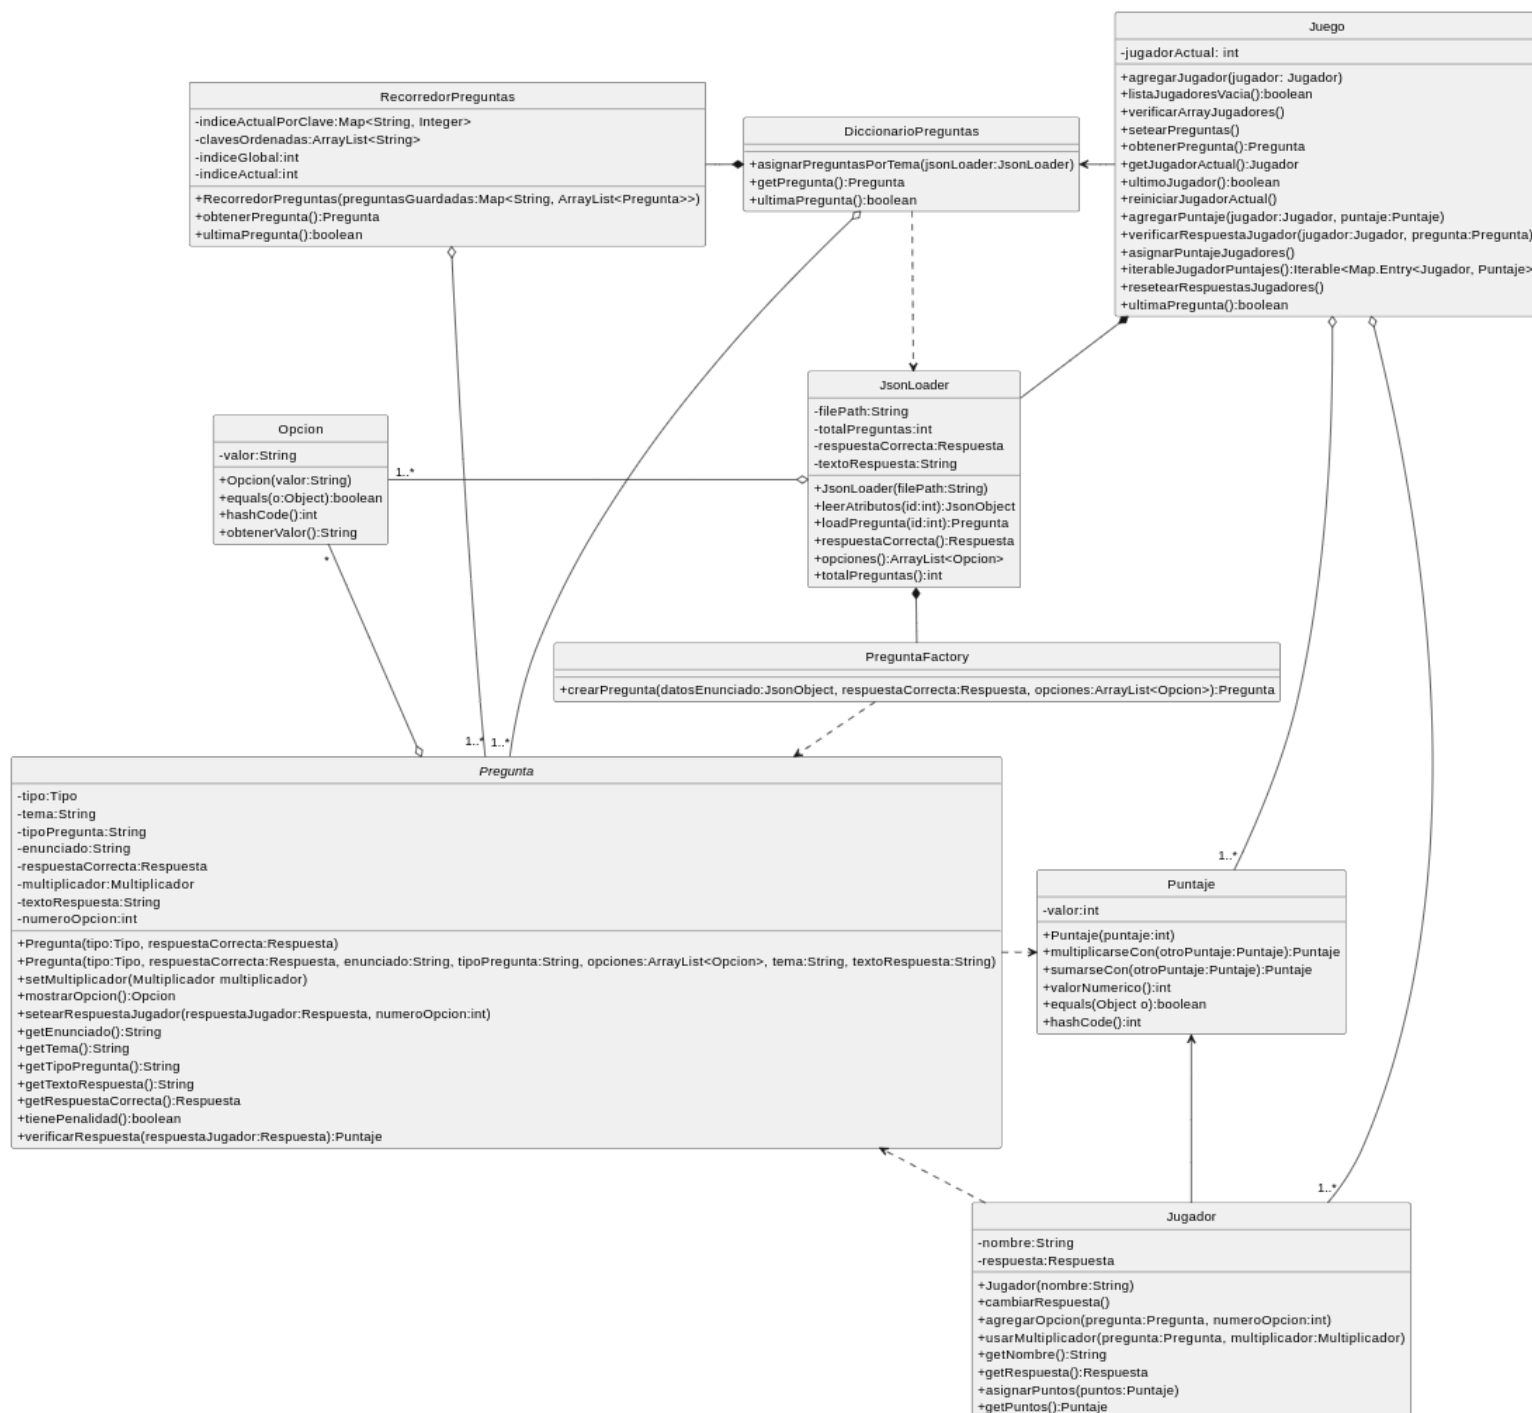 Juego
-jugadorActual: int
+agregarJugador(jugador: Jugador)
+listaJugadoresVacia():boolean
+verificarArrayJugadores()
+setearPreguntas()
+obtenerPregunta():Pregunta
+getJugadorActual():Jugador
+ultimoJugador():boolean
+reiniciarJugadorActual()
+agregarPuntaje(jugador:Jugador, puntaje:Puntaje)
+verificarRespuestaJugador(jugador:Jugador, pregunta:Pregunta)
+asignarPuntajeJugadores()
+iterableJugadorPuntajes():Iterable<Map.Entry<Jugador, Puntaje>
+resetearRespuestasJugadores()
+ultimaPregunta():boolean
RecorredorPreguntas
-indiceActualPorClave:Map<String, Integer>
-clavesOrdenadas:ArrayList<String>
-indiceGlobal:int
-indiceActual:int
+RecorredorPreguntas(preguntasGuardadas:Map<String, ArrayList<Pregunta>>)
+obtenerPregunta():Pregunta
+ultimaPregunta():boolean
DiccionarioPreguntas
+asignarPreguntasPorTema(jsonLoader:JsonLoader)
+getPregunta():Pregunta
+ultimaPregunta():boolean
JsonLoader
-filePath:String
-totalPreguntas:int
-respuestaCorrecta:Respuesta
-textoRespuesta:String
+JsonLoader(filePath:String)
+leerAtributos(id:int):JsonObject
+loadPregunta(id:int):Pregunta
+respuestaCorrecta():Respuesta
+opciones():ArrayList<Opcion>
+totalPreguntas():int
Opcion
-valor:String
+Opcion(valor:String)
+equals(o:Object):boolean
+hashCode():int
+obtenerValor():String
1..*
*
PreguntaFactory
+crearPregunta(datosEnunciado:JsonObject, respuestaCorrecta:Respuesta, opciones:ArrayList<Opcion>):Pregunta
1..*
1..*
Pregunta
-tipo:Tipo
-tema:String
-tipoPregunta:String
-enunciado:String
-respuestaCorrecta:Respuesta
-multiplicador:Multiplicador
-textoRespuesta:String
-numeroOpcion:int
+Pregunta(tipo:Tipo, respuestaCorrecta:Respuesta)
+Pregunta(tipo:Tipo, respuestaCorrecta:Respuesta, enunciado:String, tipoPregunta:String, opciones:ArrayList<Opcion>, tema:String, textoRespuesta:String)
+setMultiplicador(Multiplicador multiplicador)
+mostrarOpcion():Opcion
+setearRespuestaJugador(respuestaJugador:Respuesta, numeroOpcion:int)
+getEnunciado():String
+getTema():String
+getTipoPregunta():String
+getTextoRespuesta():String
+getRespuestaCorrecta():Respuesta
+tienePenalidad():boolean
+verificarRespuesta(respuestaJugador:Respuesta):Puntaje
1..*
Puntaje
-valor:int
+Puntaje(puntaje:int)
+multiplicarseCon(otroPuntaje:Puntaje):Puntaje
+sumarseCon(otroPuntaje:Puntaje):Puntaje
+valorNumerico():int
+equals(Object o):boolean
+hashCode():int
1..*
Jugador
-nombre:String
-respuesta:Respuesta
+Jugador(nombre:String)
+cambiarRespuesta()
+agregarOpcion(pregunta:Pregunta, numeroOpcion:int)
+usarMultiplicador(pregunta:Pregunta, multiplicador:Multiplicador)
+getNombre():String
+getRespuesta():Respuesta
+asignarPuntos(puntos:Puntaje)
+getPuntos():Puntaje